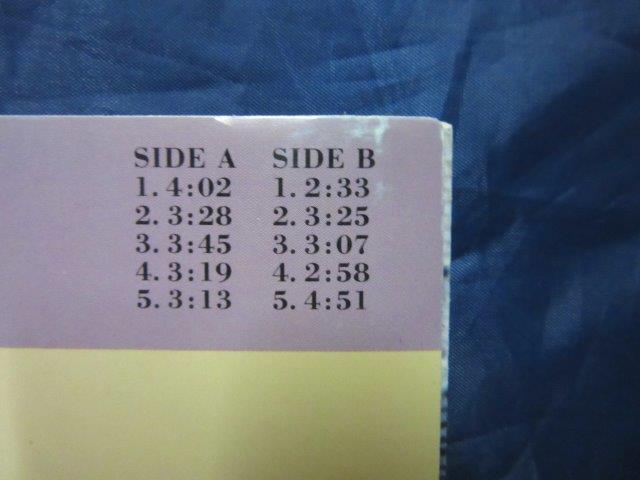 SIDE A SIDE B
1. 4:02 1. 2:33
2. 3:28 2. 3:25
3. 3:45 3. 3:07
4. 3:19 4. 2:58
5. 3:13 5. 4:51